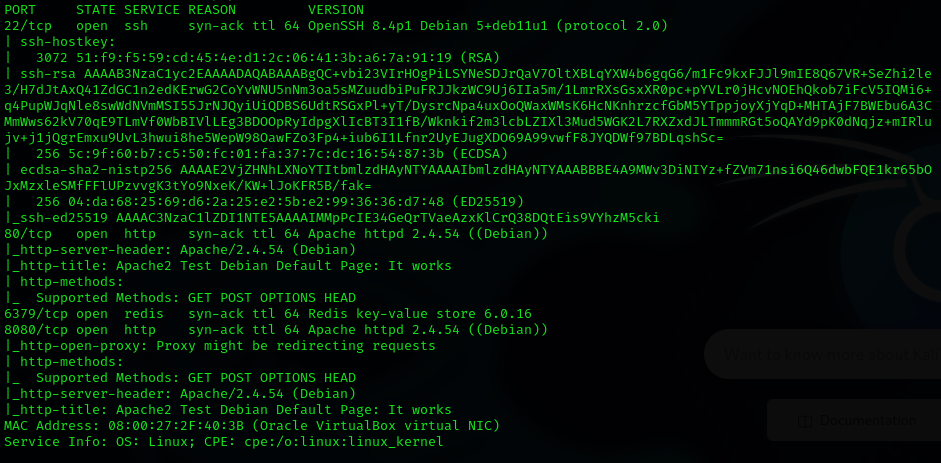 PORT     STATE SERVICE REASON         VERSION
22/tcp   open  ssh     syn-ack ttl 64 OpenSSH 8.4p1 Debian 5+deb11u1 (protocol 2.0)
| ssh-hostkey:
|   3072 51:f9:f5:59:cd:45:4e:d1:2c:06:41:3b:a6:7a:91:19 (RSA)
| ssh-rsa AAAAB3NzaC1yc2EAAAADAQABAAABgQC+vbi23VIrHOgPiLSYNeSDJrQaV7OltXBLqYXW4b6gqG6/m1Fc9kxFJJl9mIE8Q67VR+SeZhi2le
3/H7dJtAxQ41ZdGC1n2edKErwG2CoYvWNU5nNm3oa5sMZuudbiPuFRJJkzWC9Uj6IIa5m/1LmrRXsGsxXR0pc+pYVLr0jHcvNOEhQkob7iFcV5IQMi6+
q4PupWJqNle8swWdNVmMSI55JrNJQyiUiQDBS6UdtRSGxPl+yT/DysrcNpa4uxOoQWaxWMsK6HcNKnhrzcfGbM5YTppjoyXjYqD+MHTAjF7BWEbu6A3C
MmWws62kV70qE9TLmVf0WbBIVlLEg3BDOOpRyIdpgXlIcBT3I1fB/Wknkif2m3lcbLZIXl3Mud5WGK2L7RXZxdJLTmmmRGt5oQAYd9pK0dNqjz+mIRlu
jv+j1jQgrEmxu9UvL3hwui8he5WepW98OawFZo3Fp4+iub6I1Lfnr2UyEJugXDO69A99vwfF8JYQDWf97BDLqshSc=
|   256 5c:9f:60:b7:c5:50:fc:01:fa:37:7c:dc:16:54:87:3b (ECDSA)
| ecdsa-sha2-nistp256 AAAAE2VjZHNhLXNoYTItbmlzdHAyNTYAAAAIbmlzdHAyNTYAAABBBE4A9MWv3DiNIYz+fZVm71nsi6Q46dwbFQE1kr65bO
JxMzxleSMfFFlUPzvvgK3tYo9NxeK/KW+lJoKFR5B/fak=
|   256 04:da:68:25:69:d6:2a:25:e2:5b:e2:99:36:36:d7:48 (ED25519)
|_ssh-ed25519 AAAAC3NzaC1lZDI1NTE5AAAAIMMpPcIE34GeQrTVaeAzxKlCrQ38DQtEis9VYhzM5cki
80/tcp   open  http    syn-ack ttl 64 Apache httpd 2.4.54 ((Debian))
|_http-server-header: Apache/2.4.54 (Debian)
|_http-title: Apache2 Test Debian Default Page: It works
| http-methods:
|_  Supported Methods: GET POST OPTIONS HEAD
6379/tcp open  redis   syn-ack ttl 64 Redis key-value store 6.0.16
8080/tcp open  http    syn-ack ttl 64 Apache httpd 2.4.54 ((Debian))
|_http-open-proxy: Proxy might be redirecting requests
| http-methods:
|_  Supported Methods: GET POST OPTIONS HEAD
|_http-server-header: Apache/2.4.54 (Debian)
|_http-title: Apache2 Test Debian Default Page: It works
MAC Address: 08:00:27:2F:40:3B (Oracle VirtualBox virtual NIC)
Service Info: OS: Linux; CPE: cpe:/o:linux:linux_kernel
Want to know more about Kali
Documentation